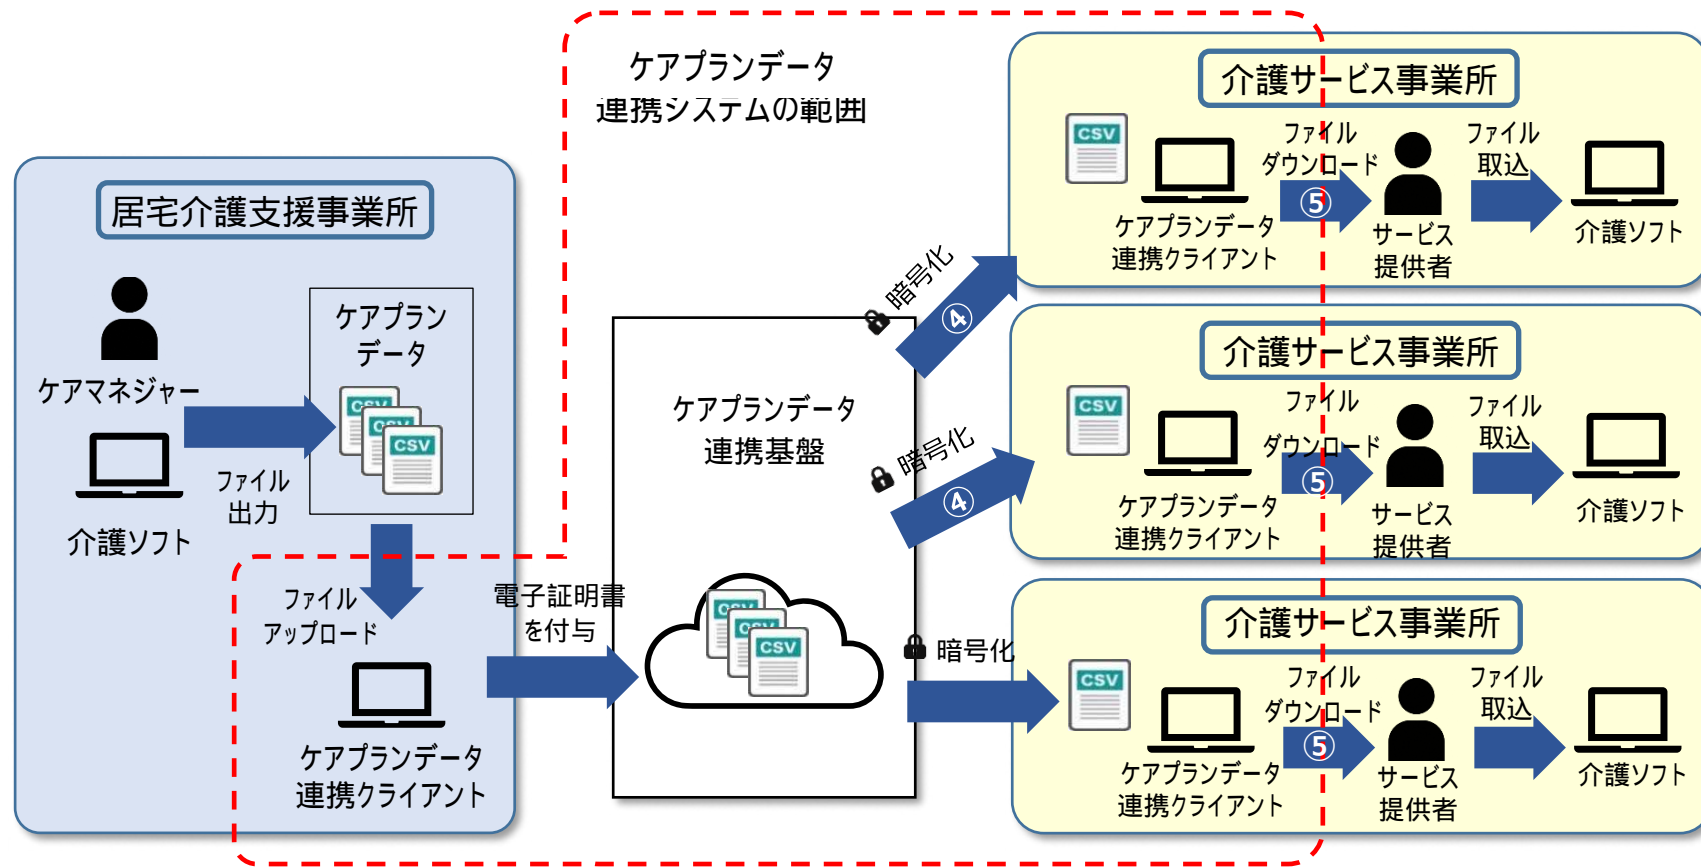 ケアプランデータ
連携システムの範囲
居宅介護支援事業所
ケアマネジャー
介護ソフト
ファイル
出力
ケアプラン
データ
CSV
CSV
CSV
ファイル
アップロード
ケアプランデータ
連携クライアント
電子証明書
を付与
ケアプランデータ
連携基盤
CSV
CSV
CSV
暗号化
④
暗号化
④
暗号化
介護サービス事業所
CSV
ケアプランデータ
連携クライアント
ファイル
ダウンロード
⑤
サービス
提供者
ファイル
取込
介護ソフト
介護サービス事業所
CSV
ケアプランデータ
連携クライアント
ファイル
ダウンロード
⑤
サービス
提供者
ファイル
取込
介護ソフト
介護サービス事業所
CSV
ケアプランデータ
連携クライアント
ファイル
ダウンロード
⑤
サービス
提供者
ファイル
取込
介護ソフト